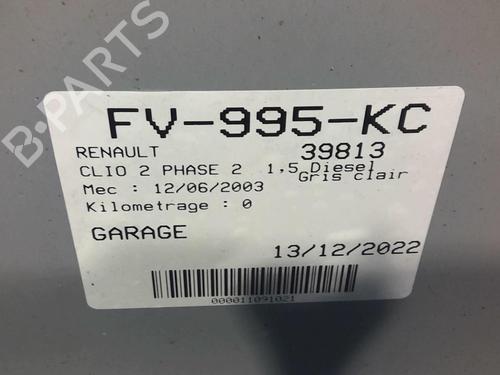 FV-995-KC
RENAULT 39813
CLIO 2 PHASE 2 1,5 Diesel
Gris clair
Mec : 12/06/2003
Kilometrage : 0
GARAGE
13/12/2022
000011091021
B-PARTS